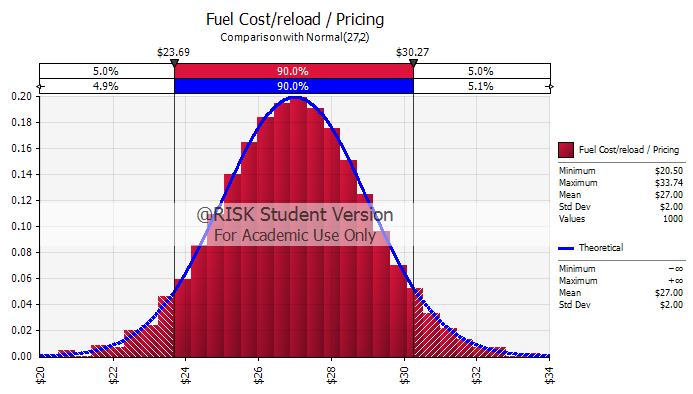 Fuel Cost/reload / Pricing
Comparison with Normal(27,2)
$23.69 $30.27
5.0% 90.0% 5.0%
4.9% 90.0% 5.1%
0.20
0.18
0.16
0.14
0.12
0.10
0.08
0.06
0.04
0.02
0.00
$20 $22 $24 $26 $28 $30 $32 $34
@RISK Student Version
For Academic Use Only
Fuel Cost/reload / Pricing
Minimum $20.50
Maximum $33.74
Mean $27.00
Std Dev $2.00
Values 1000
Theoretical
Minimum −∞
Maximum +∞
Mean $27.00
Std Dev $2.00